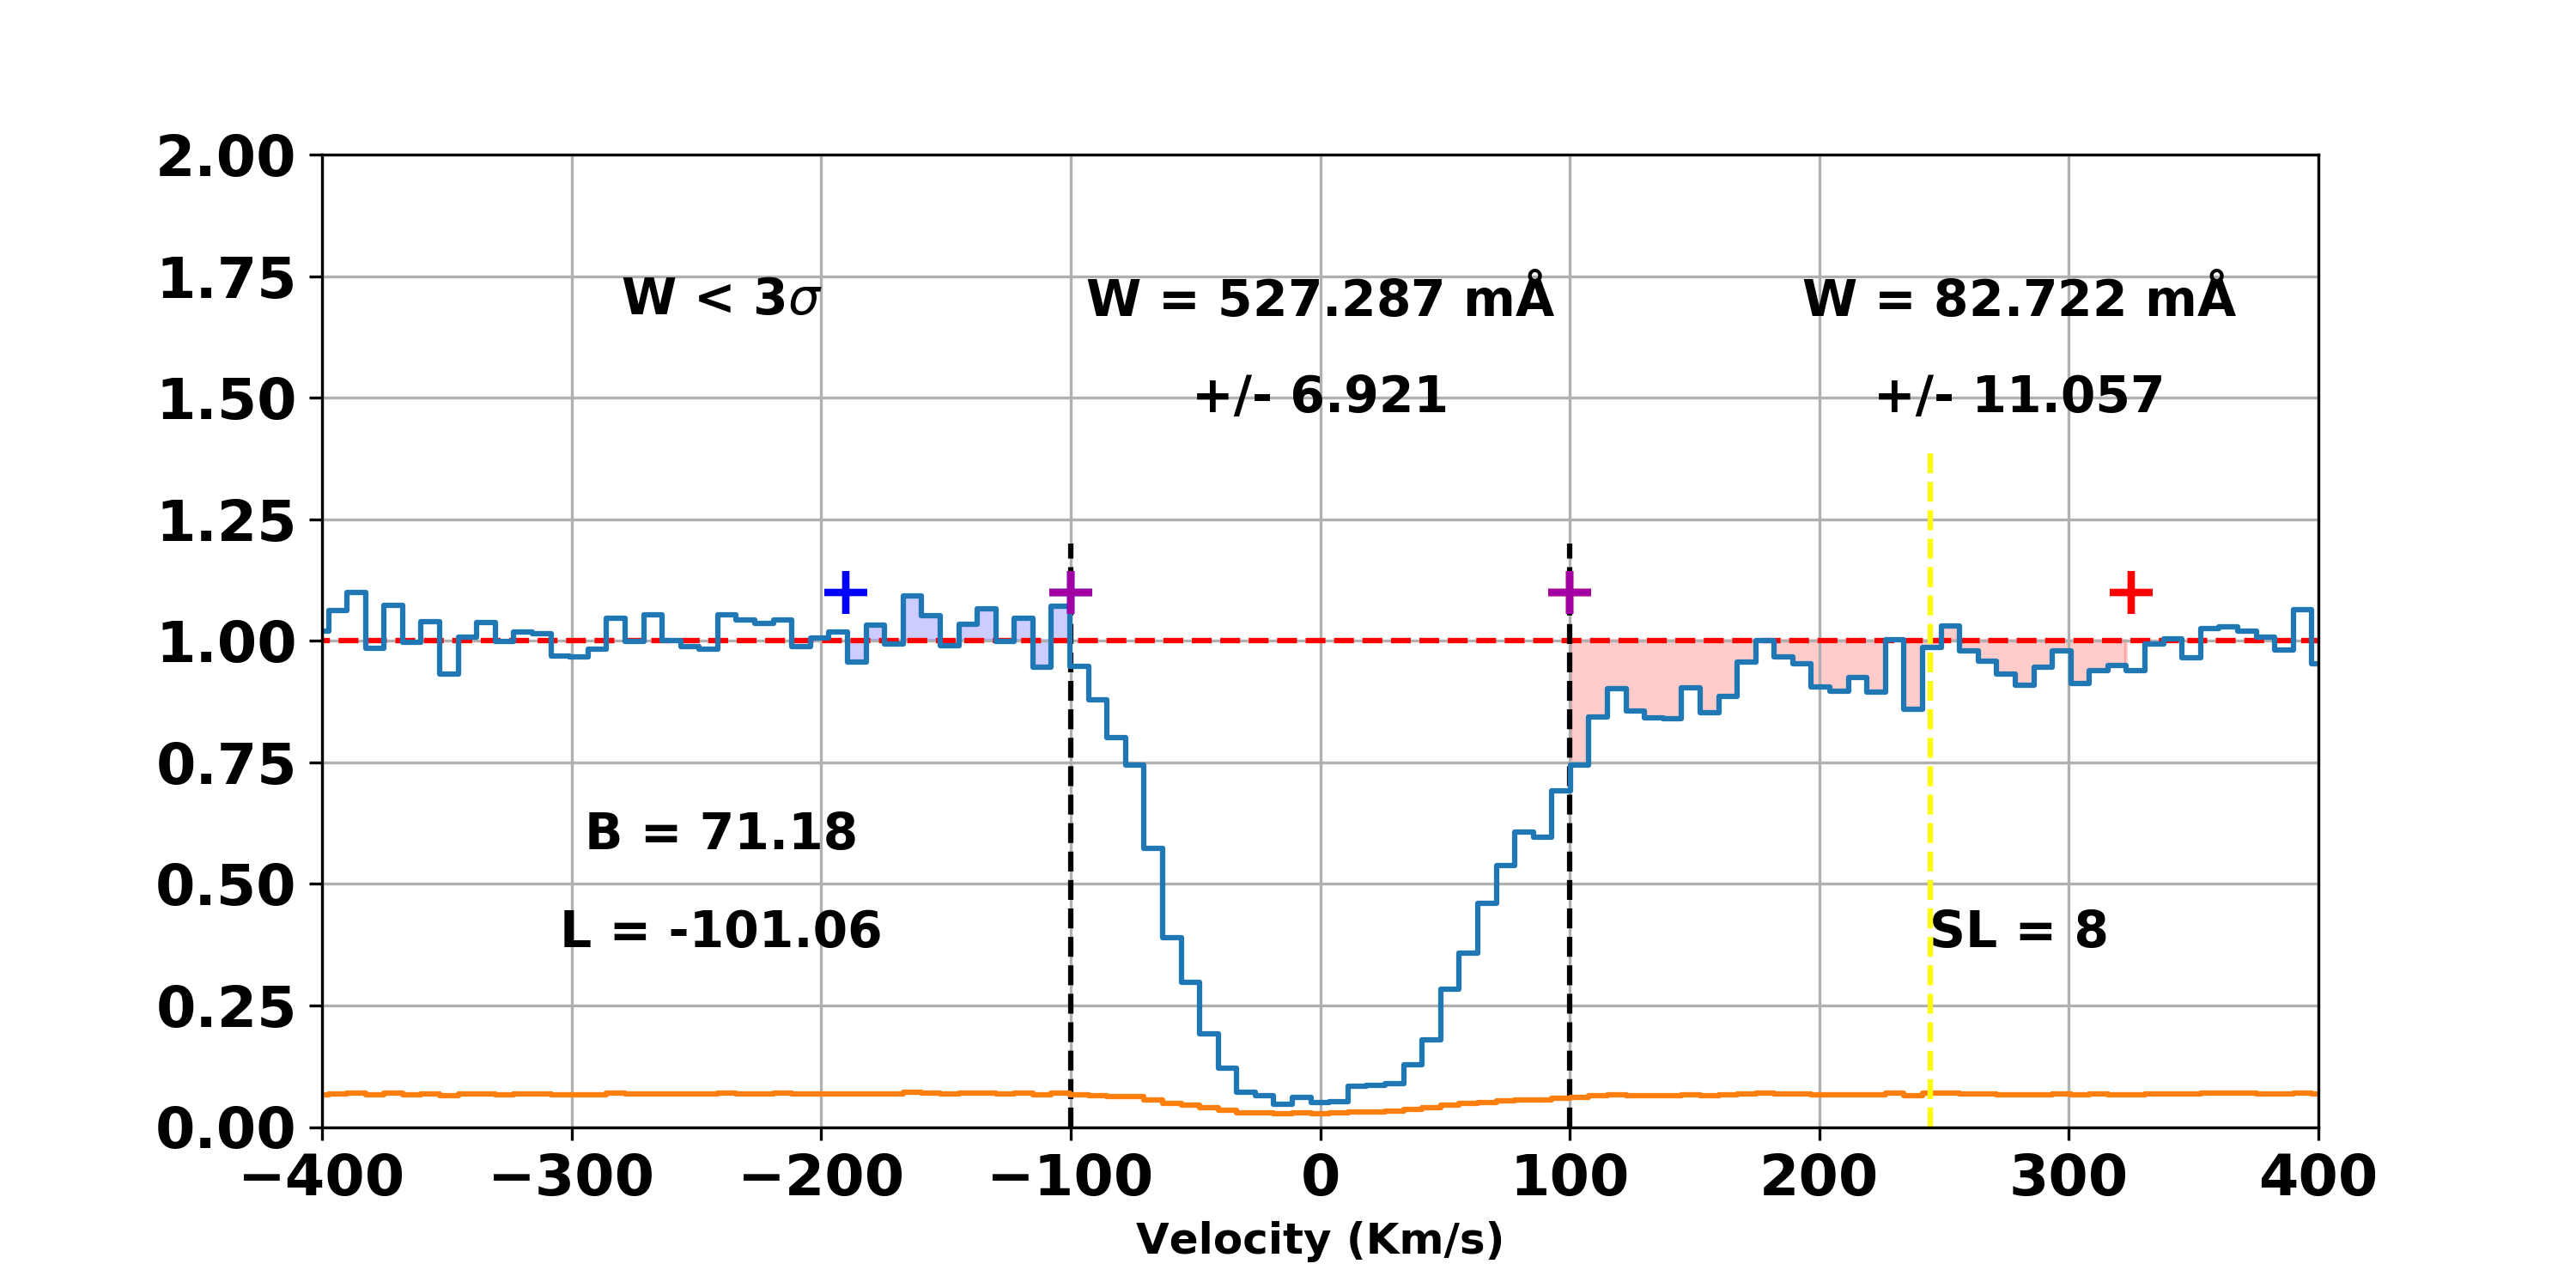 2.00
1.75
1.50
1.25
1.00
0.75
0.50
0.25
0.00
W < 3σ
W = 527.287 mÅ
+/- 6.921
W = 82.722 mÅ
+/- 11.057
B = 71.18
L = -101.06
SL = 8
−400 −300 −200 −100 0 100 200 300 400
Velocity (Km/s)